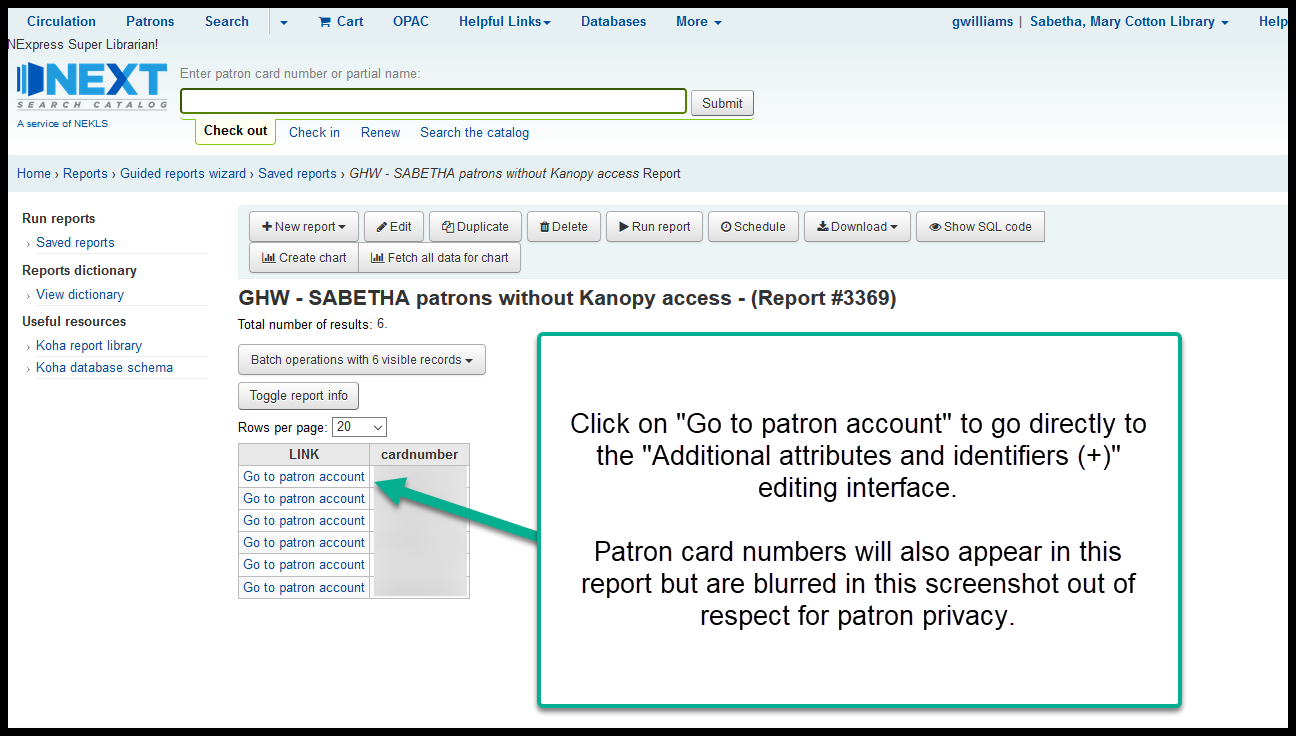 Circulation Patrons Search Cart OPAC Helpful Links Databases More gwilliams | Sabetha, Mary Cotton Library Help
NExpress Super Librarian!
NEXT
SEARCH CATALOG
A service of NEKLS
Enter patron card number or partial name:
Submit
Check out Check in Renew Search the catalog
Home › Reports › Guided reports wizard › Saved reports › GHW - SABETHA patrons without Kanopy access Report
Run reports
› Saved reports
Reports dictionary
› View dictionary
Useful resources
› Koha report library
› Koha database schema
New report Edit Duplicate Delete Run report Schedule Download Show SQL code
Create chart Fetch all data for chart
GHW - SABETHA patrons without Kanopy access - (Report #3369)
Total number of results: 6.
Batch operations with 6 visible records
Toggle report info
Rows per page: 20
LINK cardnumber
Go to patron account
Go to patron account
Go to patron account
Go to patron account
Go to patron account
Go to patron account
Click on "Go to patron account" to go directly to
the "Additional attributes and identifiers (+)"
editing interface.
Patron card numbers will also appear in this
report but are blurred in this screenshot out of
respect for patron privacy.